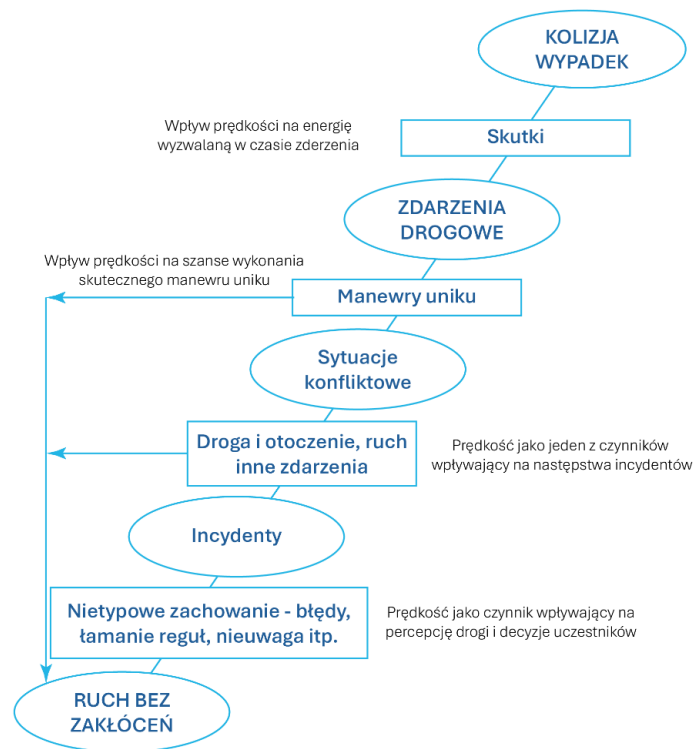 KOLIZJA
WYPADEK
Wpływ prędkości na energię
wyzwalaną w czasie zderzenia
Skutki
ZDARZENIA
DROGOWE
Wpływ prędkości na szanse wykonania
skutecznego manewru uniku
Manewry uniku
Sytuacje
konfliktowe
Droga i otoczenie, ruch
inne zdarzenia
Prędkość jako jeden z czynników
wpływający na następstwa incydentów
Incydenty
Nietypowe zachowanie - błędy,
łamanie reguł, nieuwaga itp.
Prędkość jako czynnik wpływający na
percepcję drogi i decyzje uczestników
RUCH BEZ
ZAKŁÓCEŃ